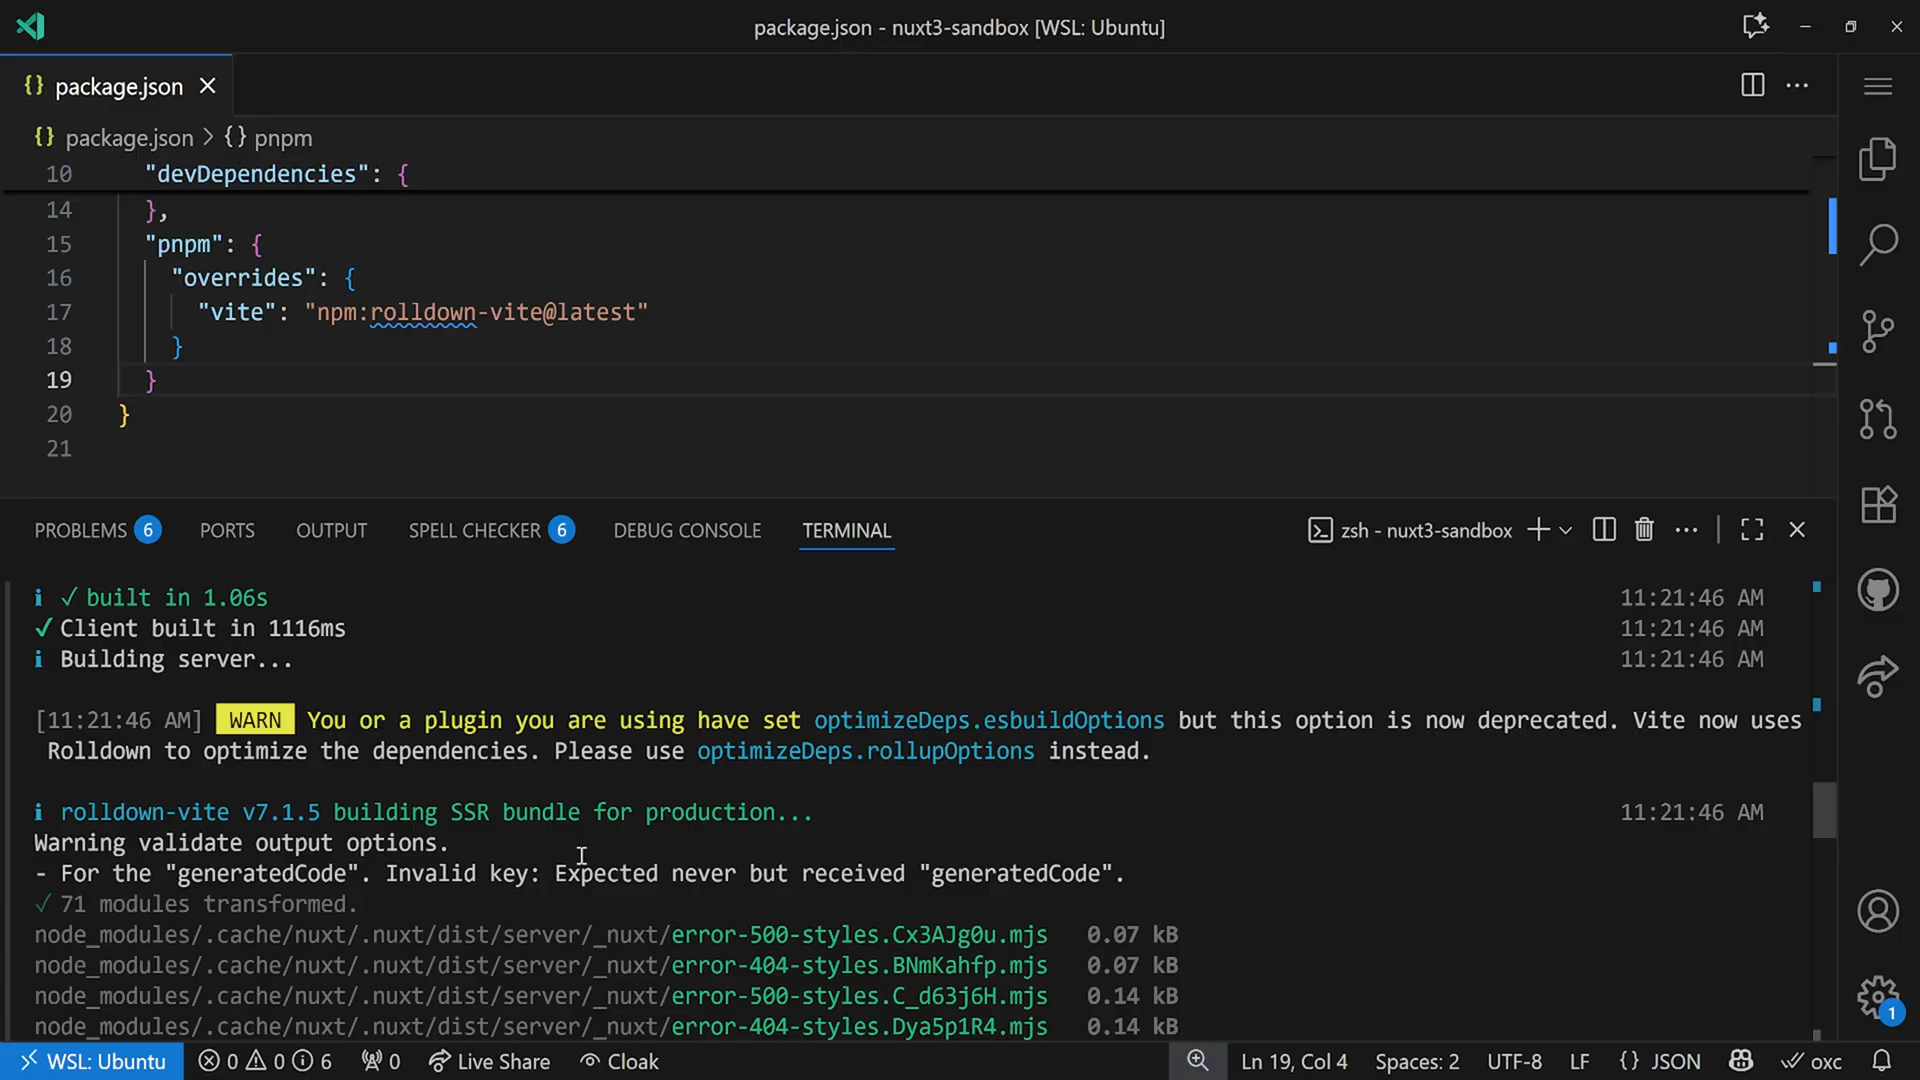 package.json - nuxt3-sandbox [WSL: Ubuntu]
{} package.json
{} package.json > {} pnpm
10 "devDependencies": {
14 },
15 "pnpm": {
16 "overrides": {
17 "vite": "npm:rolldown-vite@latest"
18 }
19 }
20 }
21
PROBLEMS 6 PORTS OUTPUT SPELL CHECKER 6 DEBUG CONSOLE TERMINAL zsh - nuxt3-sandbox
ℹ ✓ built in 1.06s 11:21:46 AM
✓ Client built in 1116ms 11:21:46 AM
ℹ Building server... 11:21:46 AM
[11:21:46 AM] WARN You or a plugin you are using have set optimizeDeps.esbuildOptions but this option is now deprecated. Vite now uses
Rolldown to optimize the dependencies. Please use optimizeDeps.rollupOptions instead.
ℹ rolldown-vite v7.1.5 building SSR bundle for production... 11:21:46 AM
Warning validate output options.
- For the "generatedCode". Invalid key: Expected never but received "generatedCode".
✓ 71 modules transformed.
node_modules/.cache/nuxt/.nuxt/dist/server/_nuxt/error-500-styles.Cx3AJg0u.mjs 0.07 kB
node_modules/.cache/nuxt/.nuxt/dist/server/_nuxt/error-404-styles.BNmKahfp.mjs 0.07 kB
node_modules/.cache/nuxt/.nuxt/dist/server/_nuxt/error-500-styles.C_d63j6H.mjs 0.14 kB
node_modules/.cache/nuxt/.nuxt/dist/server/_nuxt/error-404-styles.Dya5p1R4.mjs 0.14 kB
1
WSL: Ubuntu 0 0 6 0 Live Share Cloak Ln 19, Col 4 Spaces: 2 UTF-8 LF {} JSON oxc